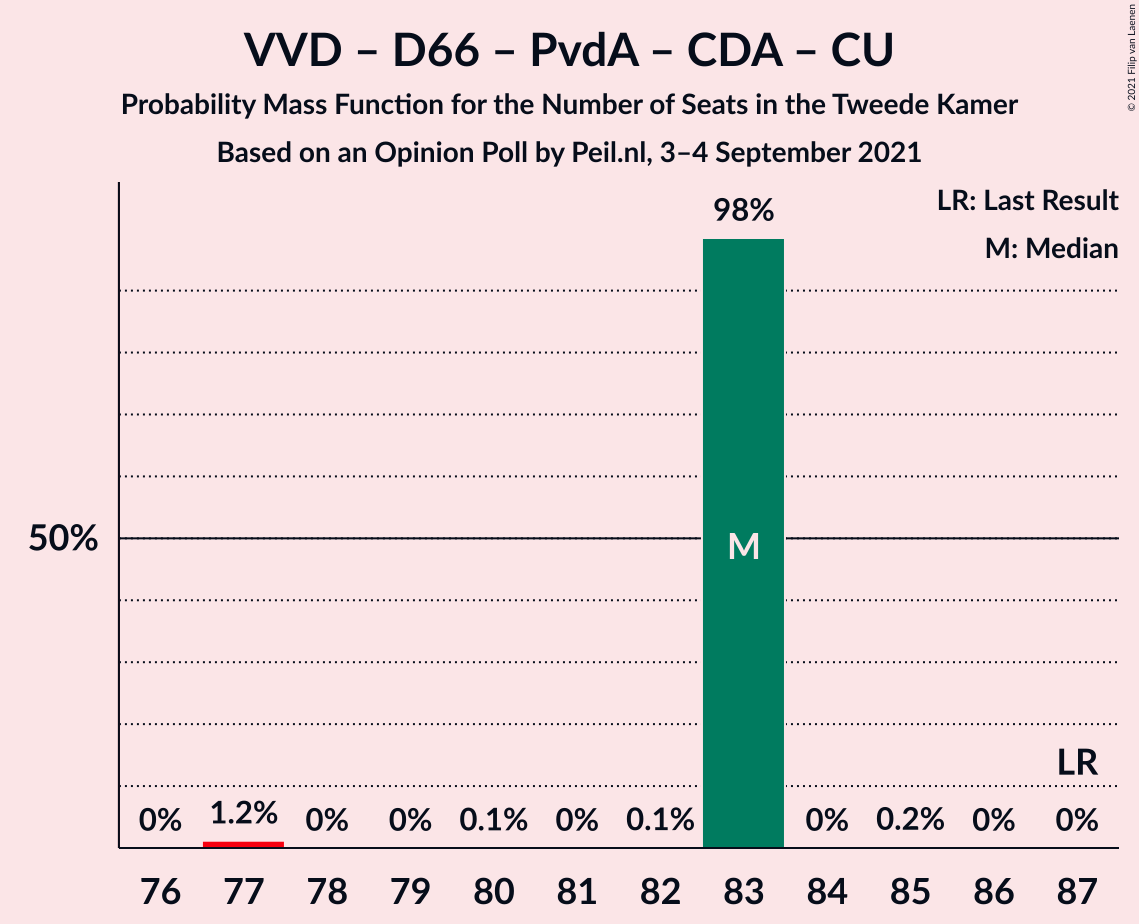 VVD – D66 – PvdA – CDA – CU
Probability Mass Function for the Number of Seats in the Tweede Kamer
Based on an Opinion Poll by Peil.nl, 3–4 September 2021
© 2021 Filip van Laenen
LR: Last Result
M: Median
98%
50%
M
LR
0% 1.2% 0% 0% 0.1% 0% 0.1% 0% 0.2% 0% 0%
76 77 78 79 80 81 82 83 84 85 86 87